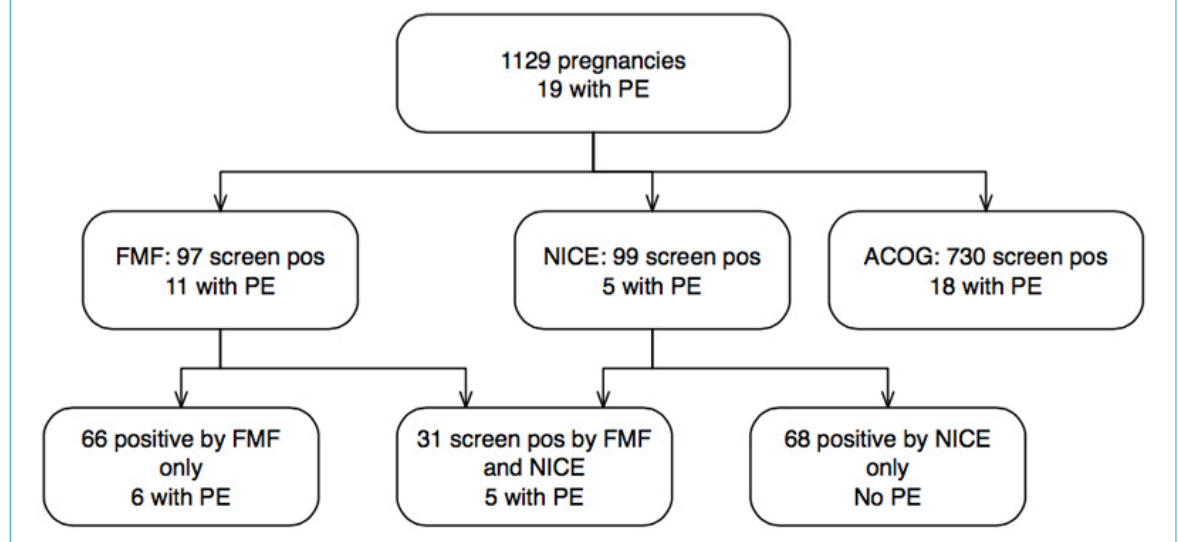 1129 pregnancies
19 with PE
FMF: 97 screen pos
11 with PE
NICE: 99 screen pos
5 with PE
ACOG: 730 screen pos
18 with PE
66 positive by FMF
only
6 with PE
31 screen pos by FMF
and NICE
5 with PE
68 positive by NICE
only
No PE